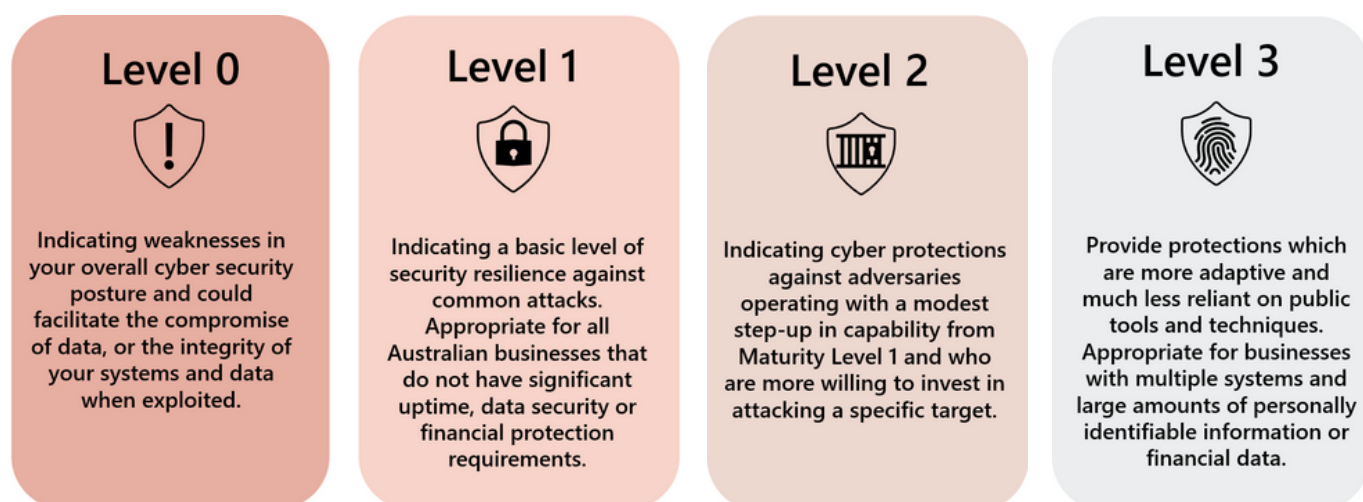 Level 0
Indicating weaknesses in
your overall cyber security
posture and could
facilitate the compromise
of data, or the integrity of
your systems and data
when exploited.
Level 1
Indicating a basic level of
security resilience against
common attacks.
Appropriate for all
Australian businesses that
do not have significant
uptime, data security or
financial protection
requirements.
Level 2
Indicating cyber protections
against adversaries
operating with a modest
step-up in capability from
Maturity Level 1 and who
are more willing to invest in
attacking a specific target.
Level 3
Provide protections which
are more adaptive and
much less reliant on public
tools and techniques.
Appropriate for businesses
with multiple systems and
large amounts of personally
identifiable information or
financial data.